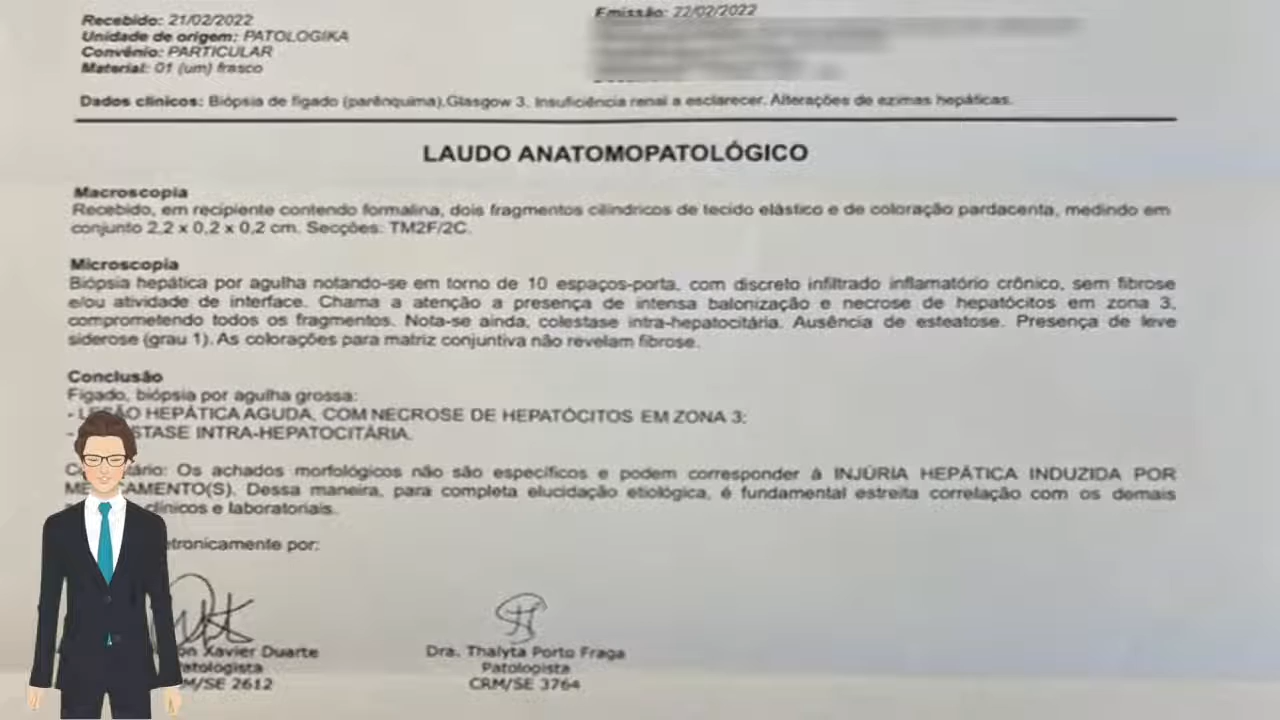 Recebido: 21/02/2022
Unidade de origem: PATOLOGIKA
Convênio: PARTICULAR
Material: 01 (um) frasco
Emissão: 22/02/2022
Dados clínicos: Biópsia de fígado (parênquima).Glasgow 3. Insuficiência renal a esclarecer. Alterações de ezimas hepáticas.
LAUDO ANATOMOPATOLÓGICO
Macroscopia
Recebido, em recipiente contendo formalina, dois fragmentos cilíndricos de tecido elástico e de coloração pardacenta, medindo em
conjunto 2,2 x 0,2 x 0,2 cm. Secções: TM2F/2C.
Microscopia
Biópsia hepática por agulha notando-se em torno de 10 espaços-porta, com discreto infiltrado inflamatório crônico, sem fibrose
e/ou atividade de interface. Chama a atenção a presença de intensa balonização e necrose de hepatócitos em zona 3,
comprometendo todos os fragmentos. Nota-se ainda, colestase intra-hepatocitária. Ausência de esteatose. Presença de leve
siderose (grau 1). As colorações para matriz conjuntiva não revelam fibrose.
Conclusão
Fígado, biópsia por agulha grossa:
- LESÃO HEPÁTICA AGUDA, COM NECROSE DE HEPATÓCITOS EM ZONA 3;
- STASE INTRA-HEPATOCITÁRIA.
tário: Os achados morfológicos não são específicos e podem corresponder à INJÚRIA HEPÁTICA INDUZIDA POR
AMENTO(S). Dessa maneira, para completa elucidação etiológica, é fundamental estreita correlação com os demais
clínicos e laboratoriais.
etronicamente por:
on Xavier Duarte
Patologista
M/SE 2612
Dra. Thalyta Porto Fraga
Patologista
CRM/SE 3764